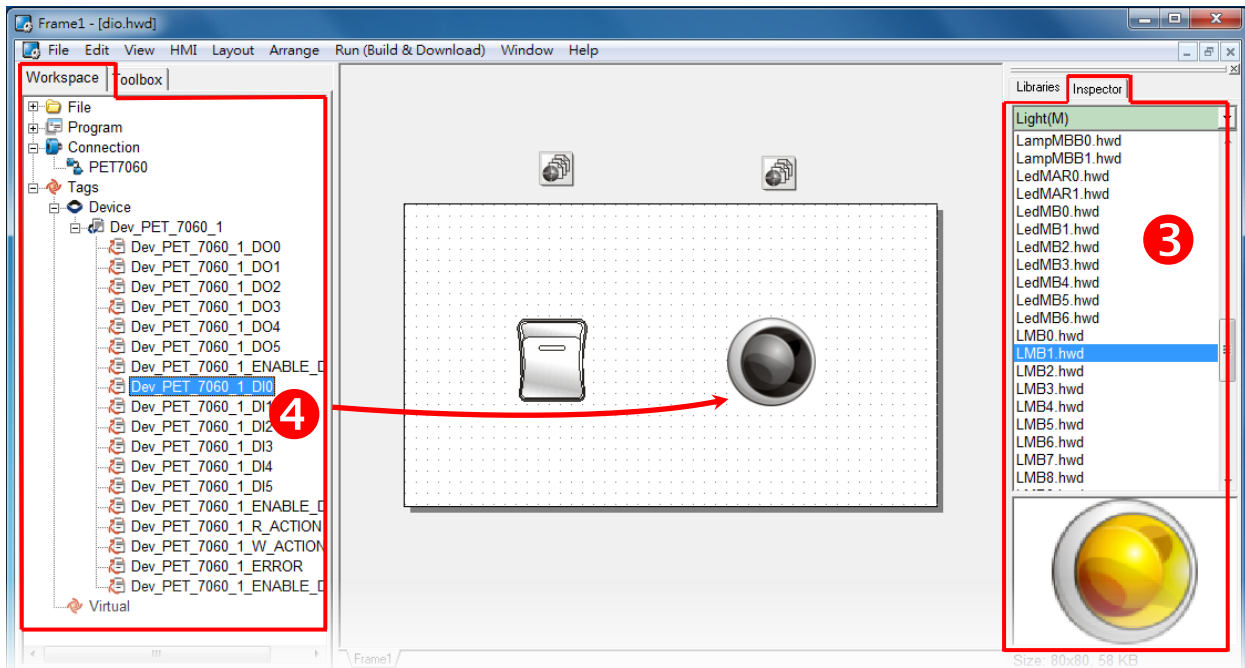 Frame1 - [dio.hwd]
File Edit View HMI Layout Arrange Run (Build & Download) Window Help
Workspace Toolbox
File
Program
Connection
PET7060
Tags
Device
Dev_PET_7060_1
Dev_PET_7060_1_DO0
Dev_PET_7060_1_DO1
Dev_PET_7060_1_DO2
Dev_PET_7060_1_DO3
Dev_PET_7060_1_DO4
Dev_PET_7060_1_DO5
Dev_PET_7060_1_ENABLE_D
Dev_PET_7060_1_DI0
Dev_PET_7060_1_DI1
Dev_PET_7060_1_DI2
Dev_PET_7060_1_DI3
Dev_PET_7060_1_DI4
Dev_PET_7060_1_DI5
Dev_PET_7060_1_ENABLE_D
Dev_PET_7060_1_R_ACTION
Dev_PET_7060_1_W_ACTION
Dev_PET_7060_1_ERROR
Dev_PET_7060_1_ENABLE_D
Virtual
4
Frame1
Libraries Inspector
Light(M)
LampMBB0.hwd
LampMBB1.hwd
LedMAR0.hwd
LedMAR1.hwd
LedMB0.hwd
LedMB1.hwd
LedMB2.hwd
LedMB3.hwd
LedMB4.hwd
LedMB5.hwd
LedMB6.hwd
LMB0.hwd
LMB1.hwd
LMB2.hwd
LMB3.hwd
LMB4.hwd
LMB5.hwd
LMB6.hwd
LMB7.hwd
LMB8.hwd
3
Size: 80x80, 58 KB